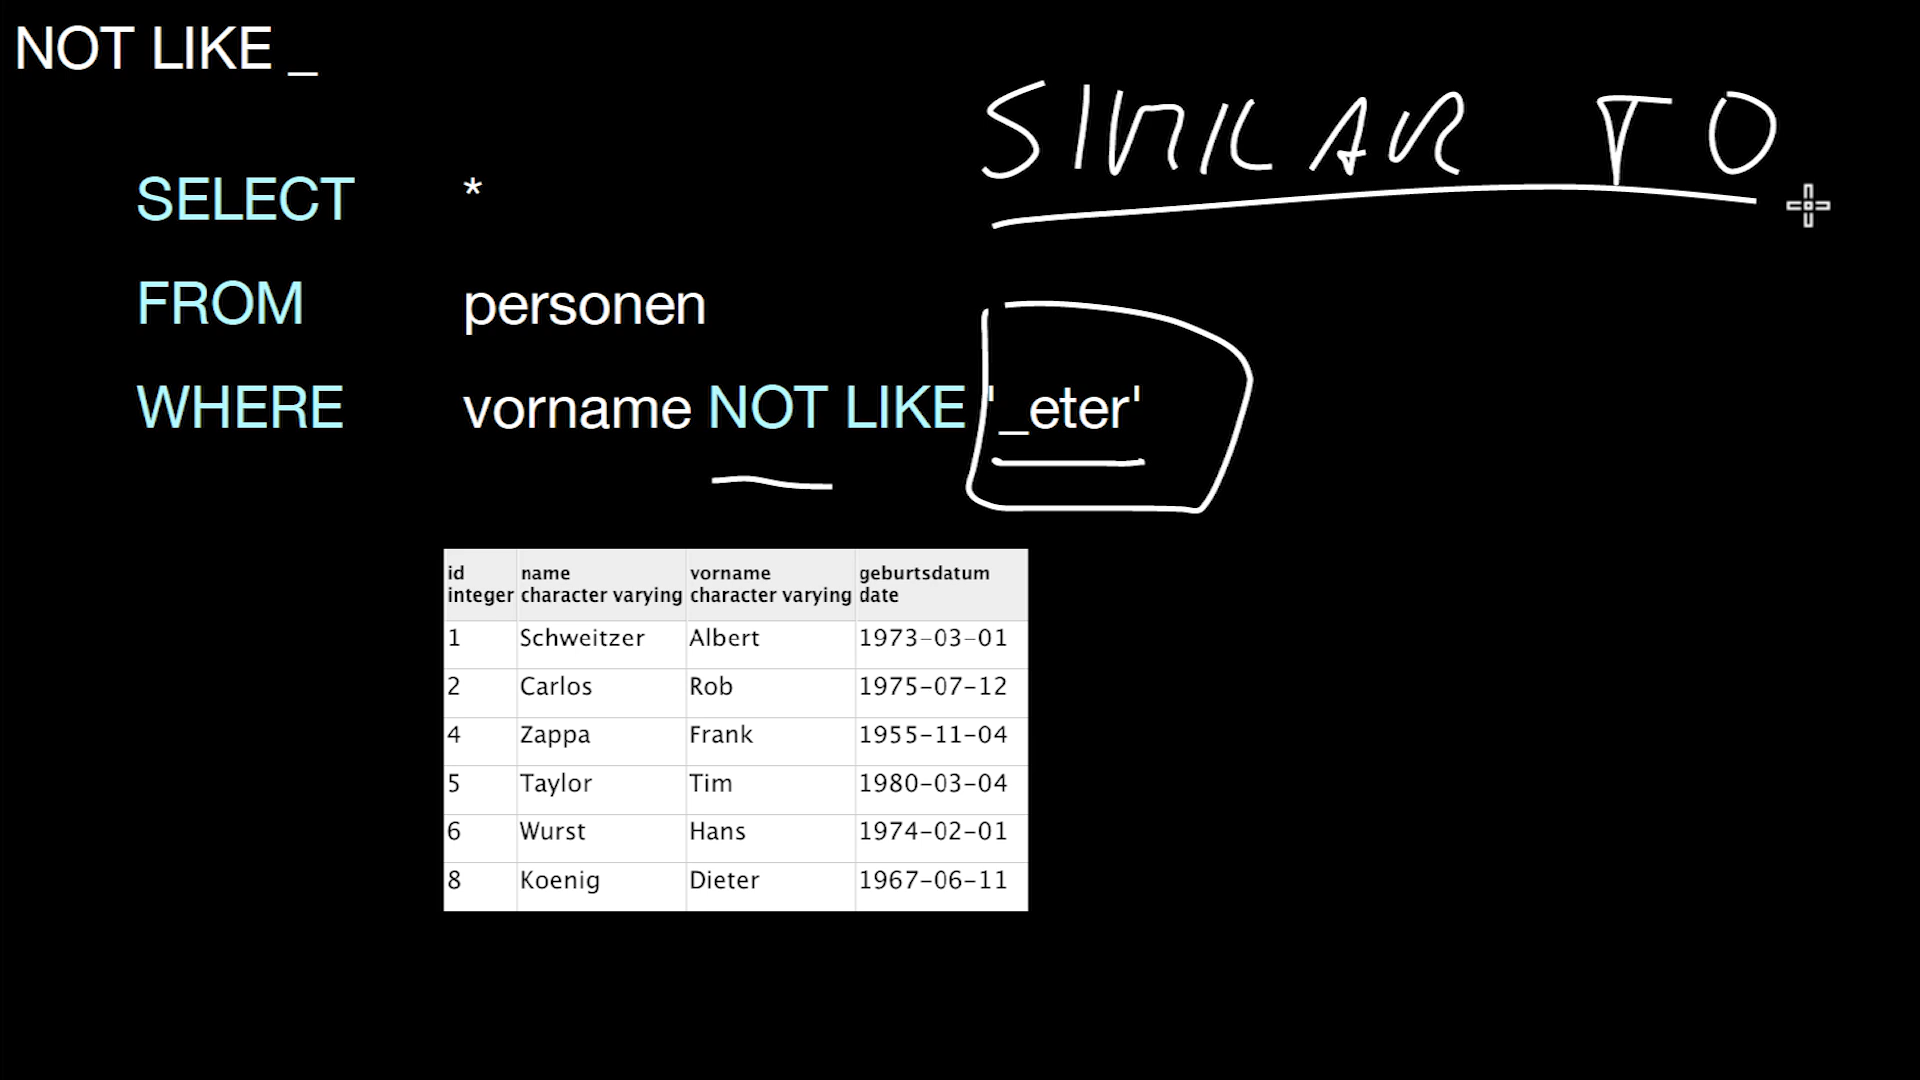 NOT LIKE _
SIMILAR TO
SELECT *
FROM personen
WHERE vorname NOT LIKE '_eter'
id name vorname geburtsdatum
integer character varying character varying date
1 Schweitzer Albert 1973-03-01
2 Carlos Rob 1975-07-12
4 Zappa Frank 1955-11-04
5 Taylor Tim 1980-03-04
6 Wurst Hans 1974-02-01
8 Koenig Dieter 1967-06-11